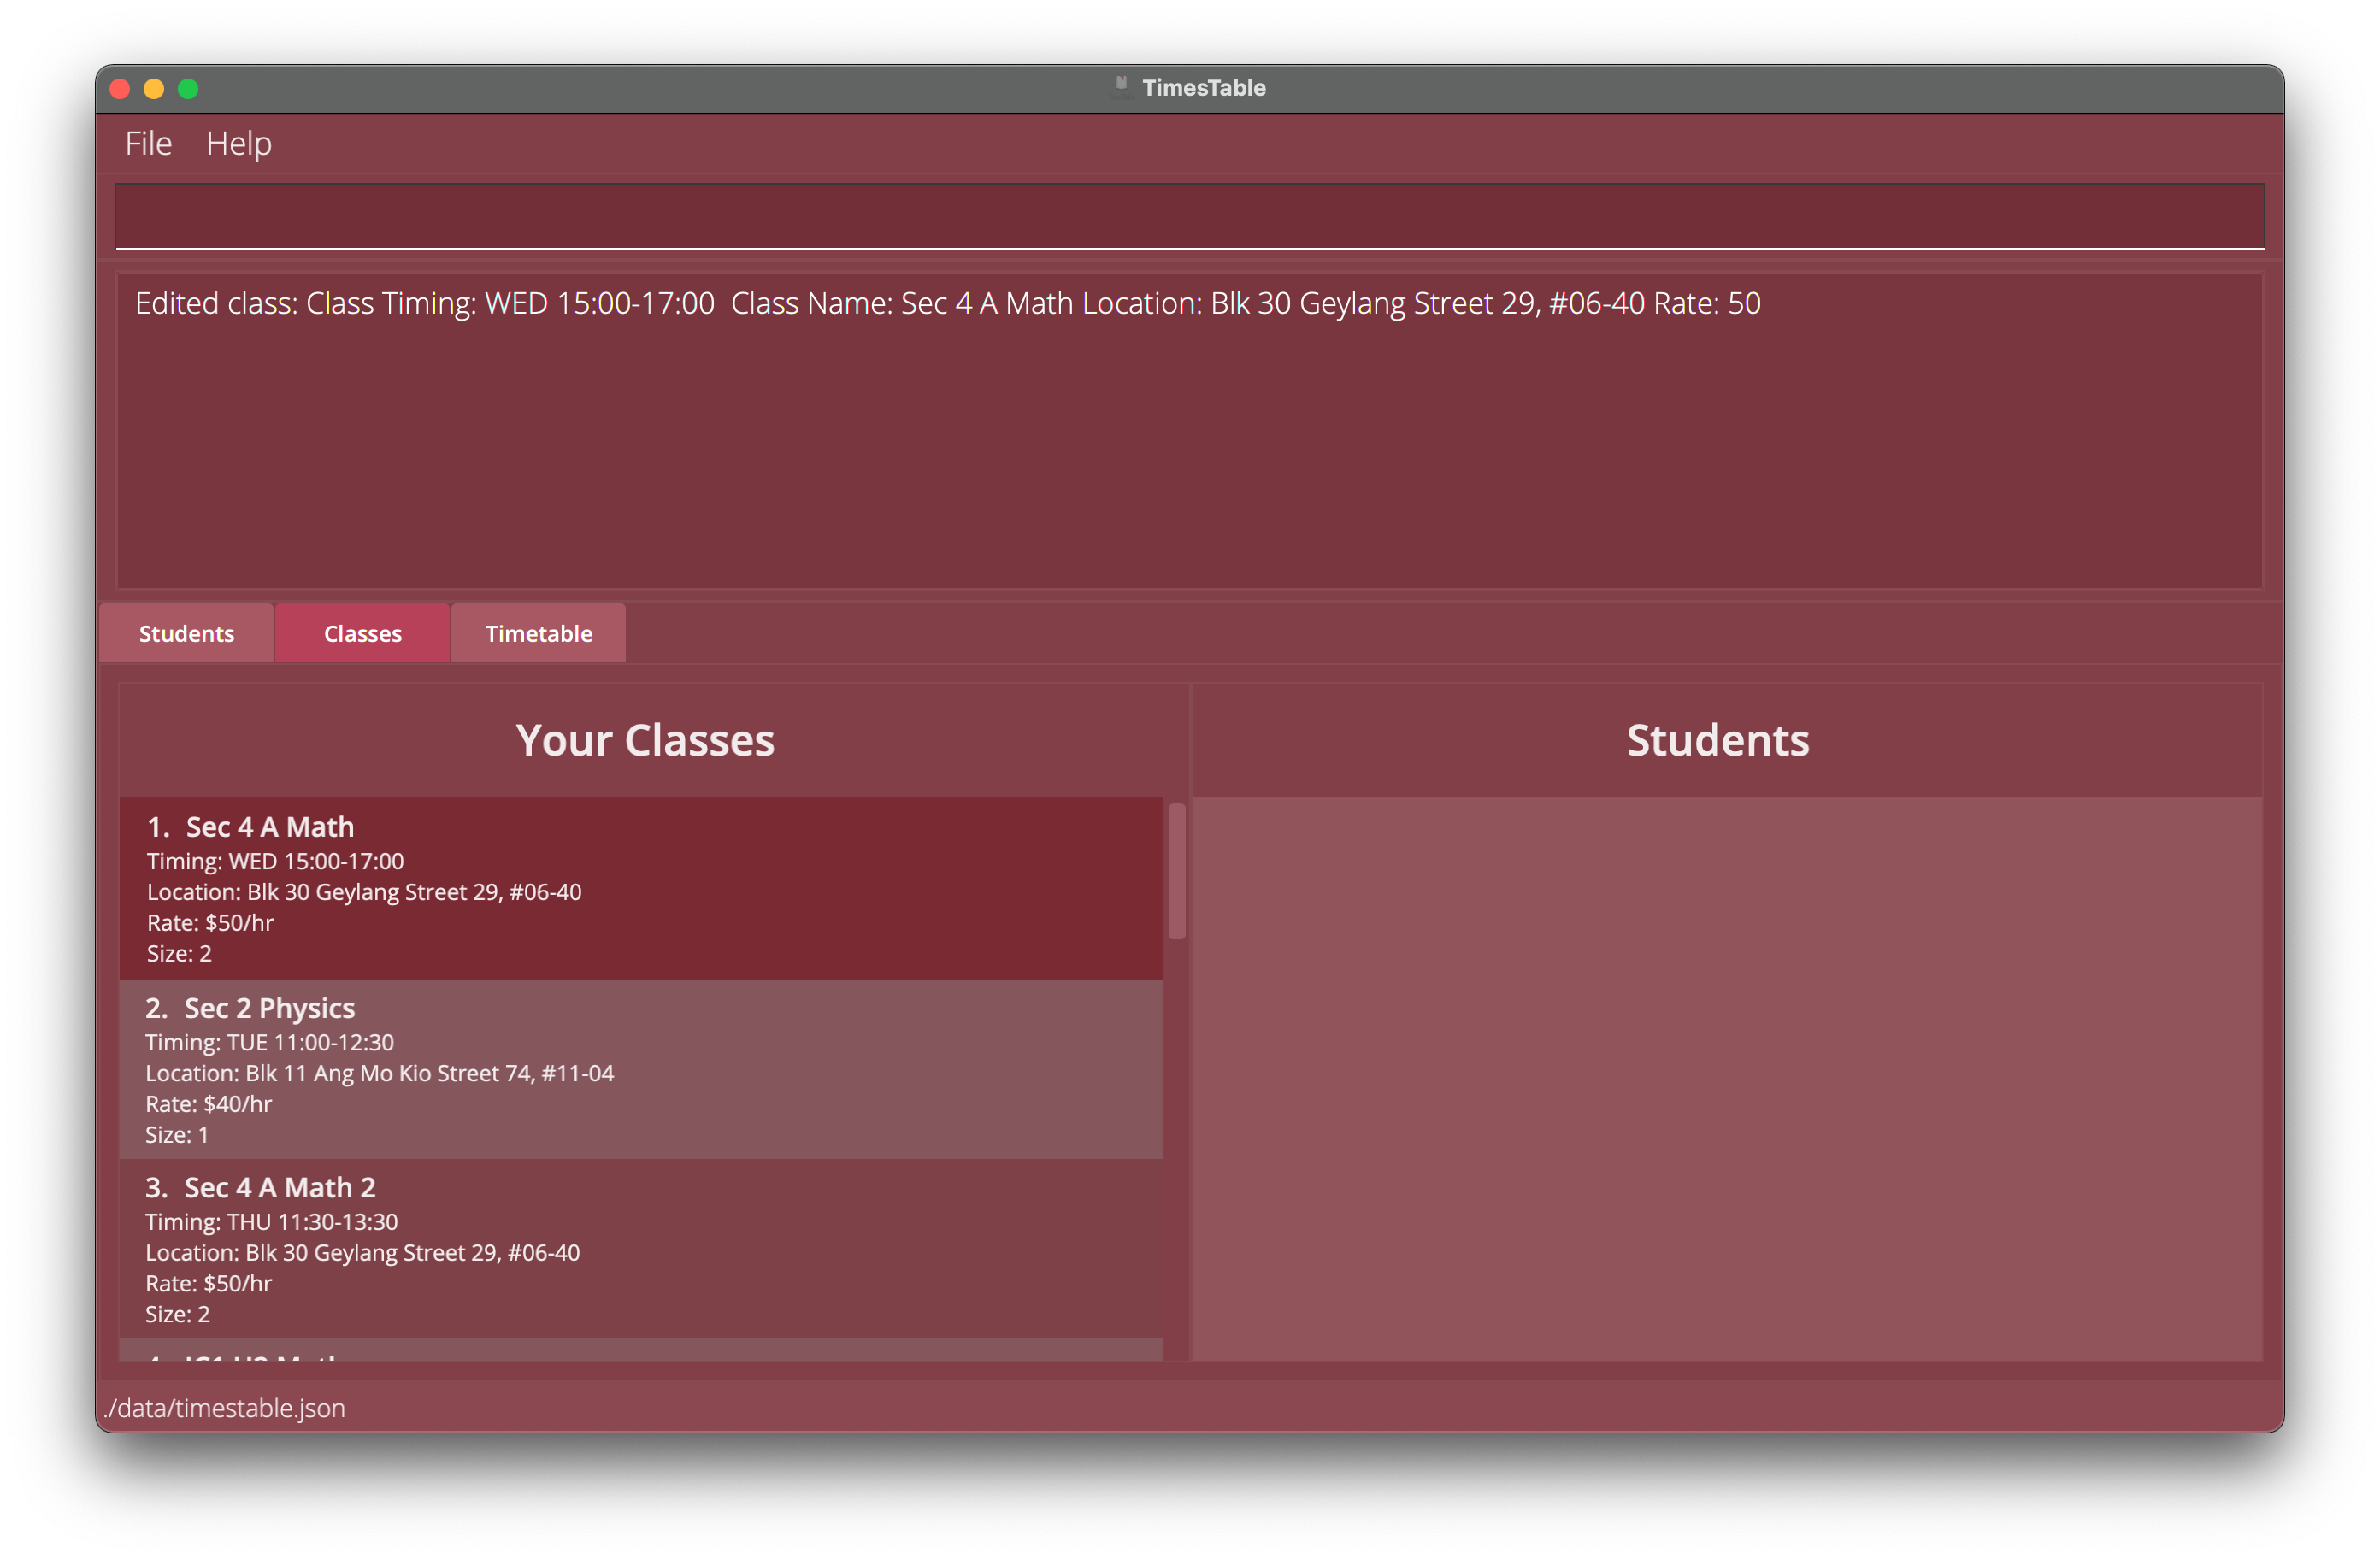 TimesTable
File Help
Edited class: Class Timing: WED 15:00-17:00  Class Name: Sec 4 A Math Location: Blk 30 Geylang Street 29, #06-40 Rate: 50
Students Classes Timetable
Your Classes
Students
1. Sec 4 A Math
Timing: WED 15:00-17:00
Location: Blk 30 Geylang Street 29, #06-40
Rate: $50/hr
Size: 2
2. Sec 2 Physics
Timing: TUE 11:00-12:30
Location: Blk 11 Ang Mo Kio Street 74, #11-04
Rate: $40/hr
Size: 1
3. Sec 4 A Math 2
Timing: THU 11:30-13:30
Location: Blk 30 Geylang Street 29, #06-40
Rate: $50/hr
Size: 2
./data/timestable.json